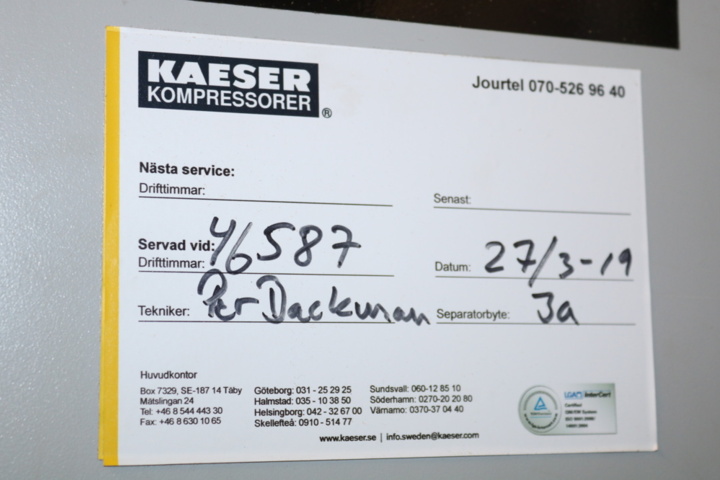 KAESER
KOMPRESSORER®
Jourtel 070-526 96 40
Nästa service:
Drifttimmar:
Senast:
Servad vid:
Drifttimmar: 46587
Datum: 27/3-19
Tekniker: Per Dackman
Separatorbyte: Ja
Huvudkontor
Box 7329, SE-187 14 Täby
Mätslingan 24
Tel: +46 8 544 443 30
Fax: +46 8 630 10 65
Göteborg: 031 - 25 29 25
Halmstad: 035 - 10 38 50
Helsingborg: 042 - 32 67 00
Skellefteå: 0910 - 514 77
Sundsvall: 060-12 85 10
Söderhamn: 0270-20 20 80
Värnamo: 0370-37 04 40
www.kaeser.se | info.sweden@kaeser.com
InterCert